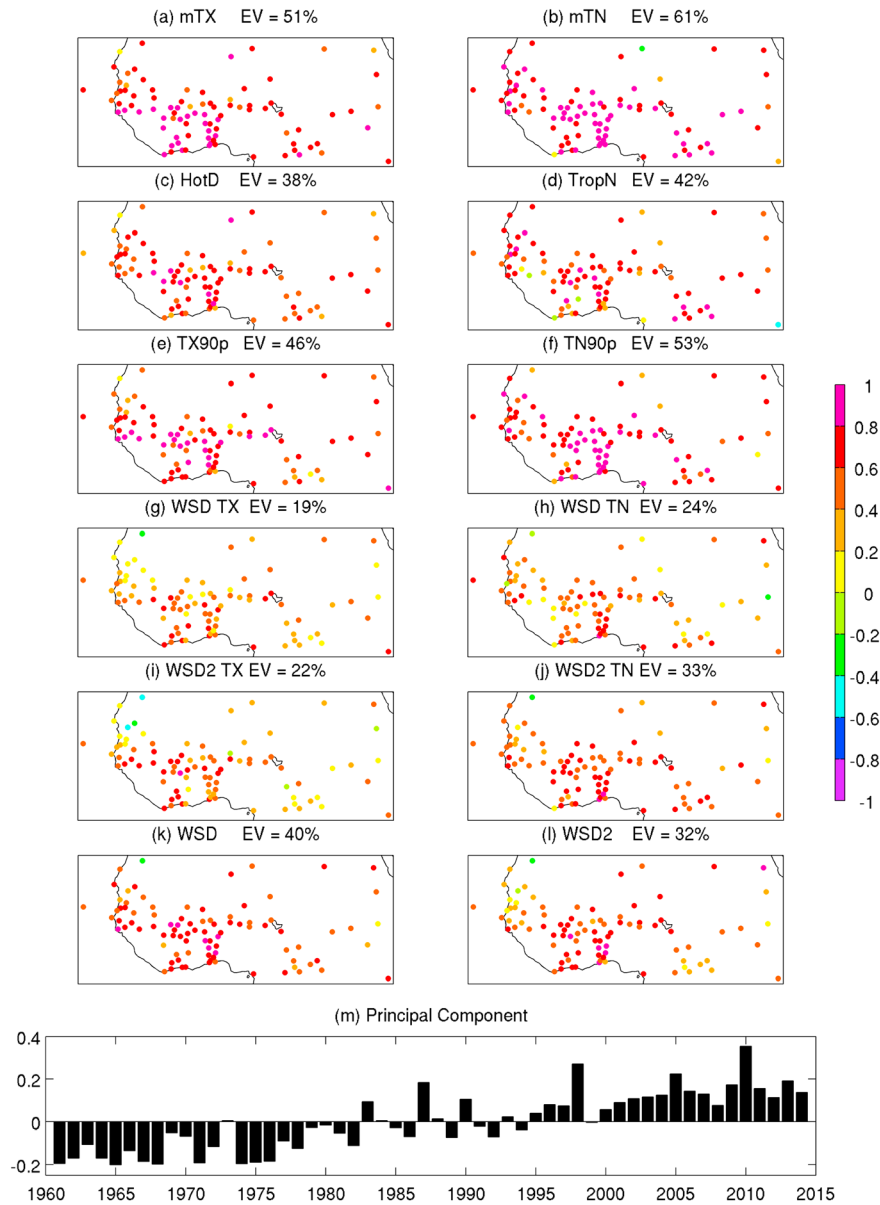 (a) mTX EV = 51%
(b) mTN EV = 61%
(c) HotD EV = 38%
(d) TropN EV = 42%
(e) TX90p EV = 46%
(f) TN90p EV = 53%
(g) WSD TX EV = 19%
(h) WSD TN EV = 24%
(i) WSD2 TX EV = 22%
(j) WSD2 TN EV = 33%
(k) WSD EV = 40%
(l) WSD2 EV = 32%
1
0.8
0.6
0.4
0.2
0
-0.2
-0.4
-0.6
-0.8
-1
(m) Principal Component
0.4
0.2
0
-0.2
1960 1965 1970 1975 1980 1985 1990 1995 2000 2005 2010 2015